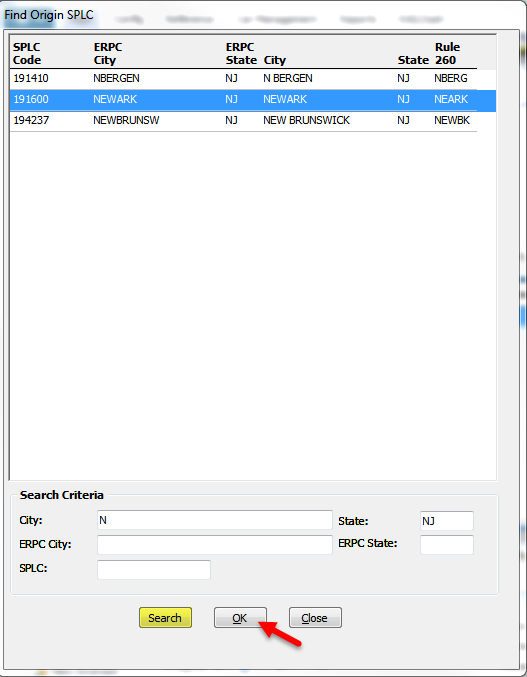 Find Origin SPLC
SPLC Code ERPC City ERPC State City State Rule 260
191410 NBERGEN NJ N BERGEN NJ NBERG
191600 NEWARK NJ NEWARK NJ NEARK
194237 NEWBRUNSW NJ NEW BRUNSWICK NJ NEWBK
Search Criteria
City: N State: NJ
ERPC City: ERPC State:
SPLC:
Search OK Close